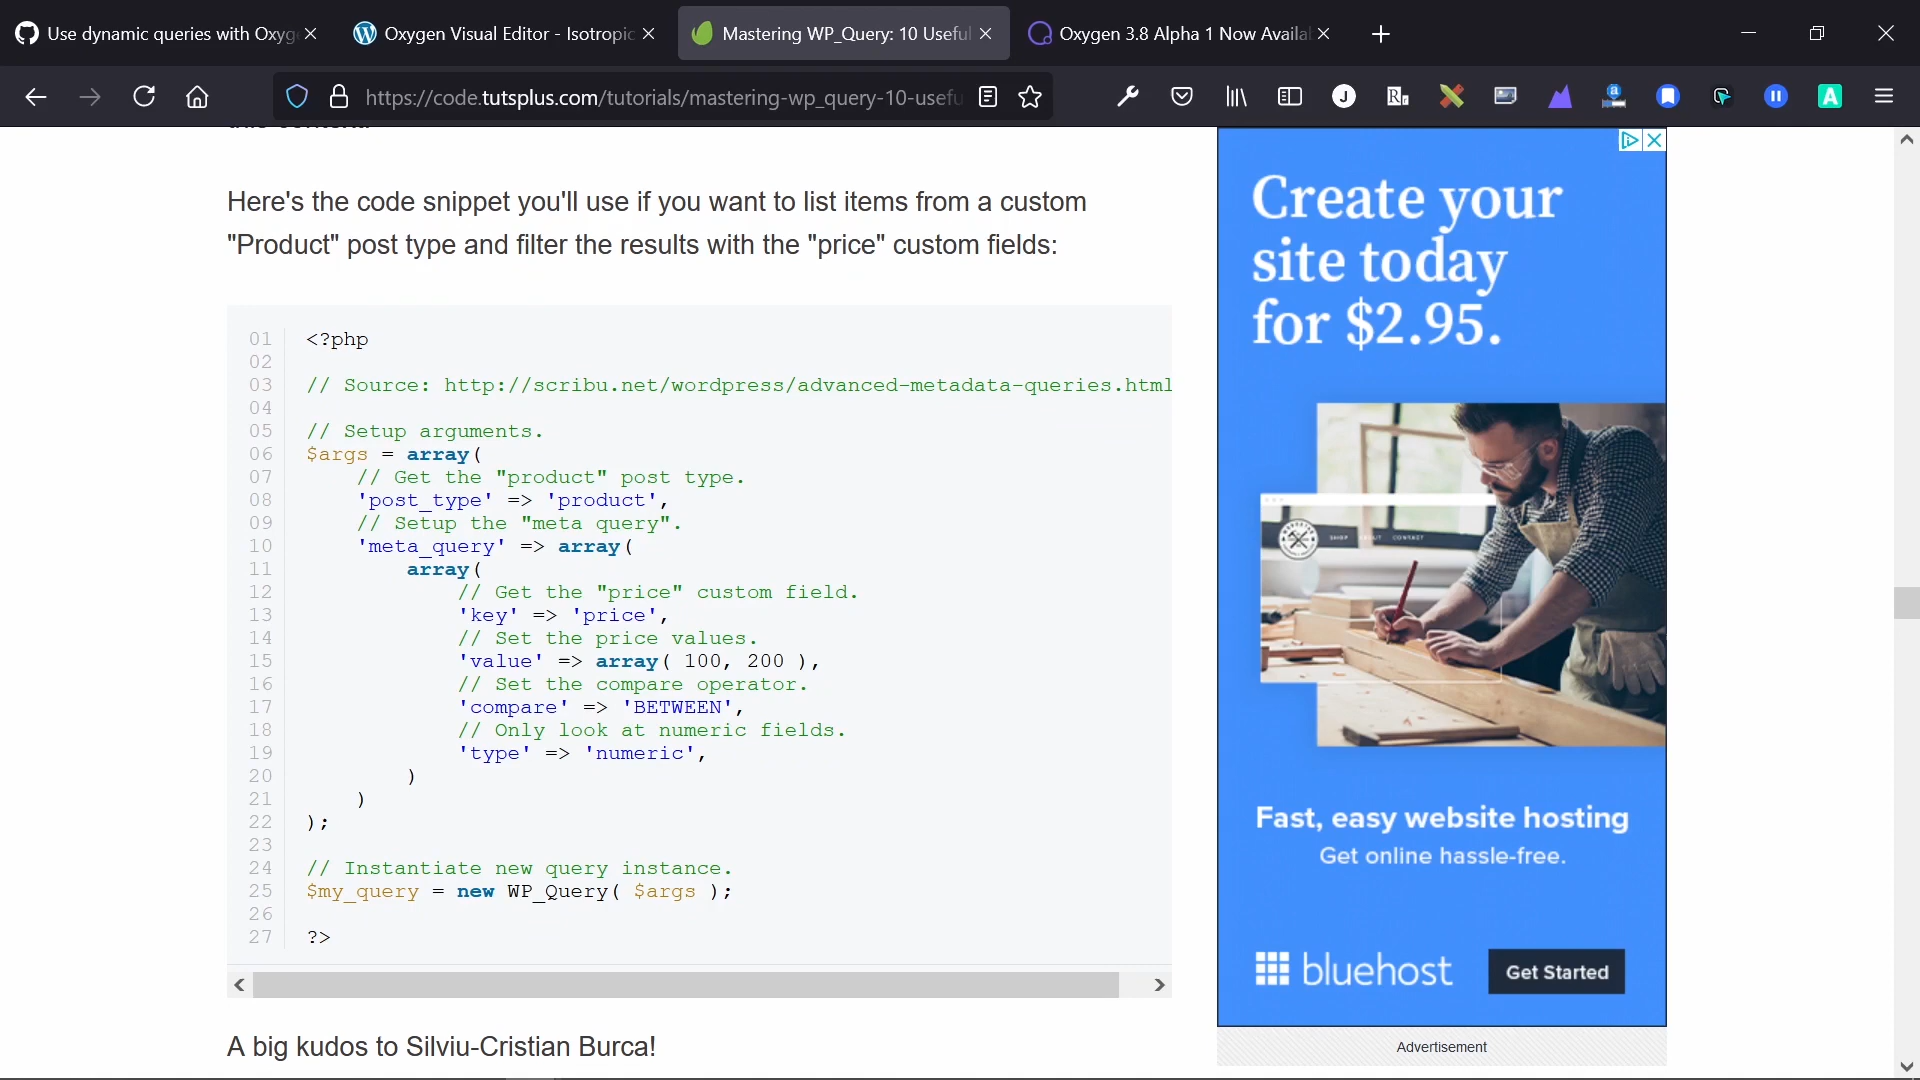 Use dynamic queries with Oxyg
Oxygen Visual Editor - Isotropic
Mastering WP_Query: 10 Useful
Oxygen 3.8 Alpha 1 Now Availa
https://code.tutsplus.com/tutorials/mastering-wp_query-10-usefu
Here's the code snippet you'll use if you want to list items from a custom
"Product" post type and filter the results with the "price" custom fields:
01 <?php
02
03 // Source: http://scribu.net/wordpress/advanced-metadata-queries.html
04
05 // Setup arguments.
06 $args = array(
07     // Get the "product" post type.
08     'post_type' => 'product',
09     // Setup the "meta query".
10     'meta_query' => array(
11         array(
12             // Get the "price" custom field.
13             'key' => 'price',
14             // Set the price values.
15             'value' => array( 100, 200 ),
16             // Set the compare operator.
17             'compare' => 'BETWEEN',
18             // Only look at numeric fields.
19             'type' => 'numeric',
20         )
21     )
22 );
23
24 // Instantiate new query instance.
25 $my_query = new WP_Query( $args );
26
27 ?>
A big kudos to Silviu-Cristian Burca!
Create your
site today
for $2.95.
SHOP ABOUT CONTACT
Fast, easy website hosting
Get online hassle-free.
bluehost
Get Started
Advertisement